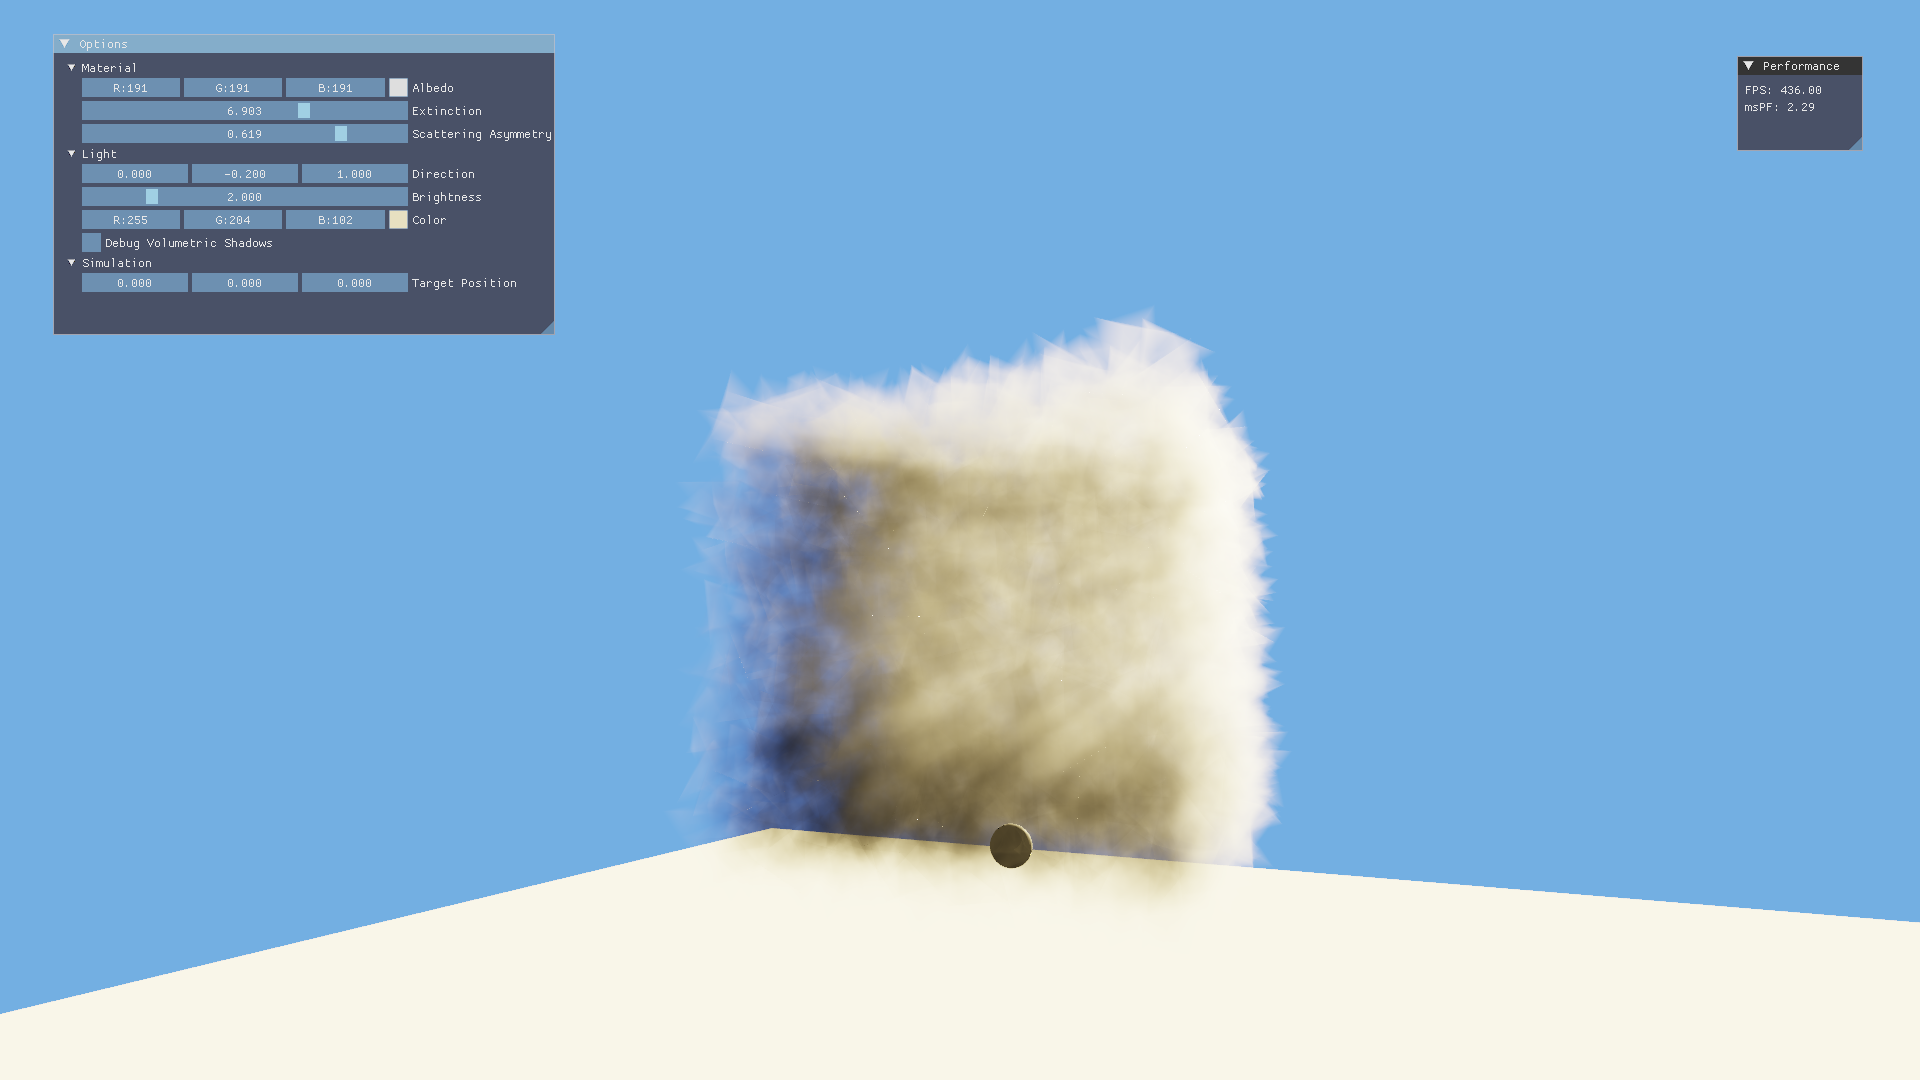 Options
Material
R:191 G:191 B:191 Albedo
6.903 Extinction
0.619 Scattering Asymmetry
Light
0.000 -0.200 1.000 Direction
2.000 Brightness
R:255 G:204 B:102 Color
Debug Volumetric Shadows
Simulation
0.000 0.000 0.000 Target Position
Performance
FPS: 436.00
msPF: 2.29